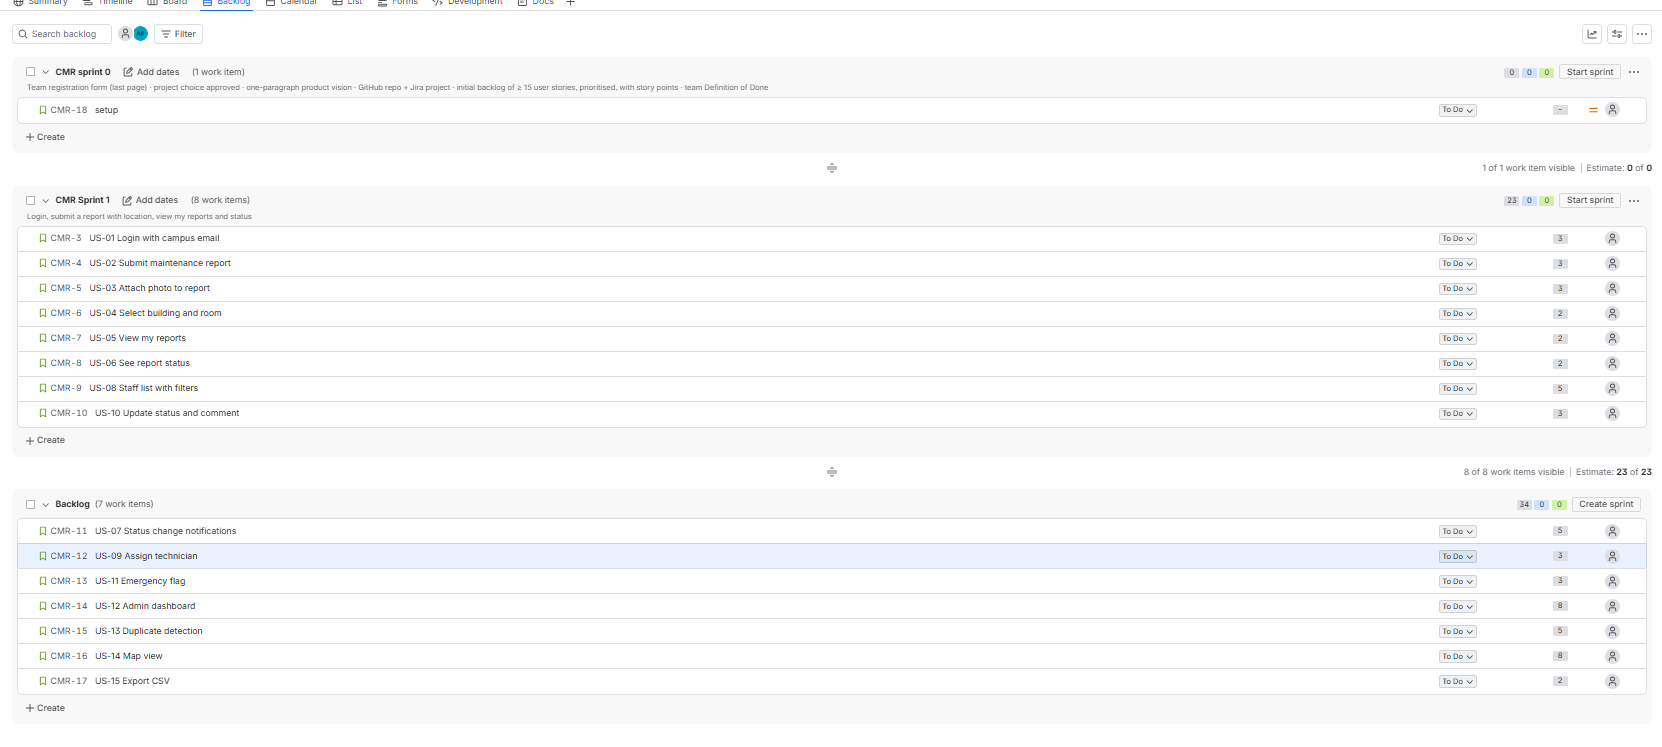 Summary Timeline Board Backlog Calendar List Forms Development Docs
Search backlog AE Filter
CMR sprint 0 Add dates (1 work item) 0 0 0 Start sprint
Team registration form (last page) · project choice approved · one-paragraph product vision · GitHub repo + Jira project · initial backlog of ≥ 15 user stories, prioritised, with story points · team Definition of Done
CMR-18 setup To Do -
+ Create
1 of 1 work item visible | Estimate: 0 of 0
CMR Sprint 1 Add dates (8 work items) 23 0 0 Start sprint
Login, submit a report with location, view my reports and status
CMR-3 US-01 Login with campus email To Do 3
CMR-4 US-02 Submit maintenance report To Do 3
CMR-5 US-03 Attach photo to report To Do 3
CMR-6 US-04 Select building and room To Do 2
CMR-7 US-05 View my reports To Do 2
CMR-8 US-06 See report status To Do 2
CMR-9 US-08 Staff list with filters To Do 5
CMR-10 US-10 Update status and comment To Do 3
+ Create
8 of 8 work items visible | Estimate: 23 of 23
Backlog (7 work items) 34 0 0 Create sprint
CMR-11 US-07 Status change notifications To Do 5
CMR-12 US-09 Assign technician To Do 3
CMR-13 US-11 Emergency flag To Do 3
CMR-14 US-12 Admin dashboard To Do 8
CMR-15 US-13 Duplicate detection To Do 5
CMR-16 US-14 Map view To Do 8
CMR-17 US-15 Export CSV To Do 2
+ Create